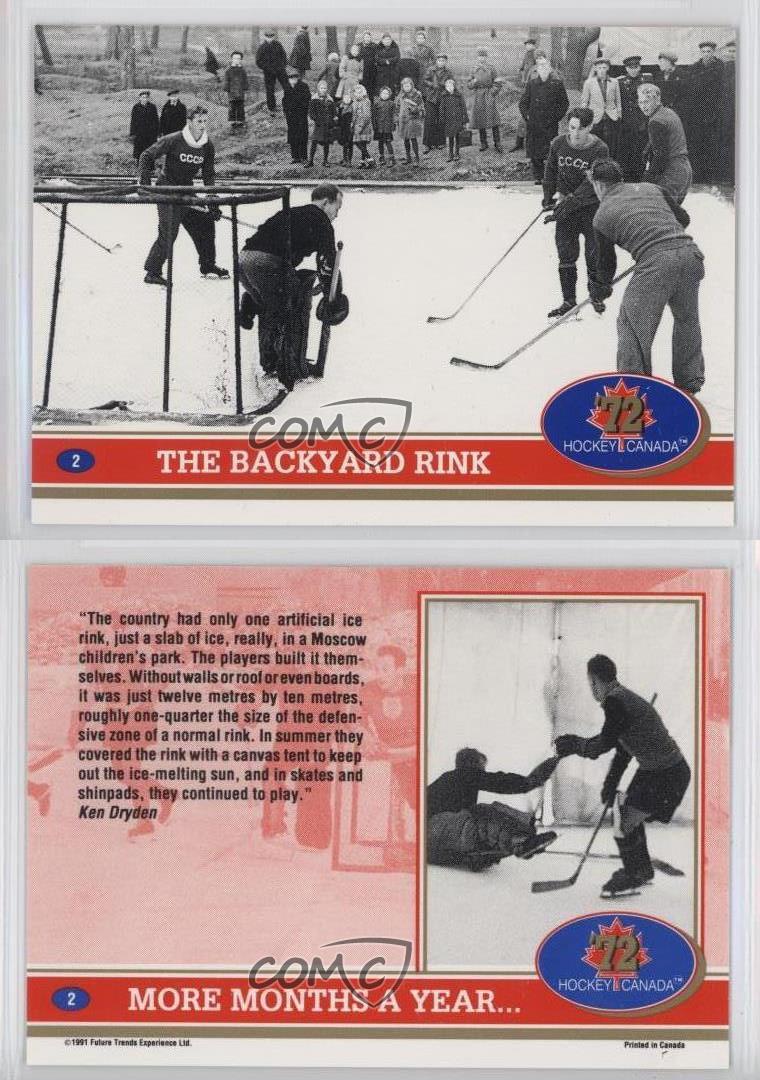 CCCP
CCCP
'72
HOCKEY CANADA™
COMC
2
THE BACKYARD RINK
“The country had only one artificial ice
rink, just a slab of ice, really, in a Moscow
children's park. The players built it them-
selves. Without walls or roof or even boards,
it was just twelve metres by ten metres,
roughly one-quarter the size of the defen-
sive zone of a normal rink. In summer they
covered the rink with a canvas tent to keep
out the ice-melting sun, and in skates and
shinpads, they continued to play.”
Ken Dryden
'72
HOCKEY CANADA™
COMC
2
MORE MONTHS A YEAR...
©1991 Future Trends Experience Ltd.
Printed in Canada